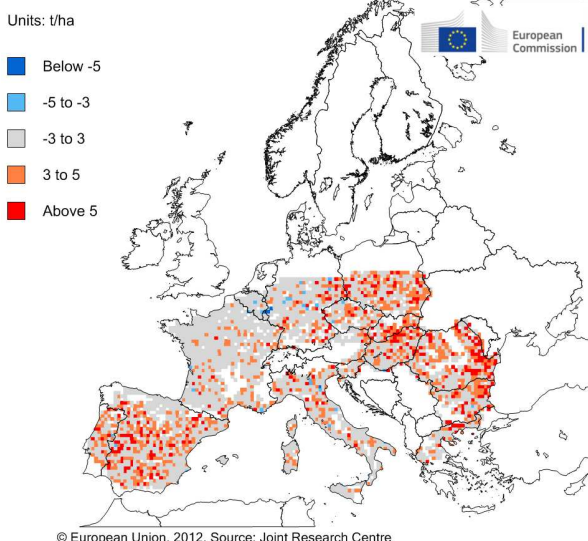 Units: t/ha
Below -5
-5 to -3
-3 to 3
3 to 5
Above 5
European
Commission
© European Union, 2012. Source: Joint Research Centre